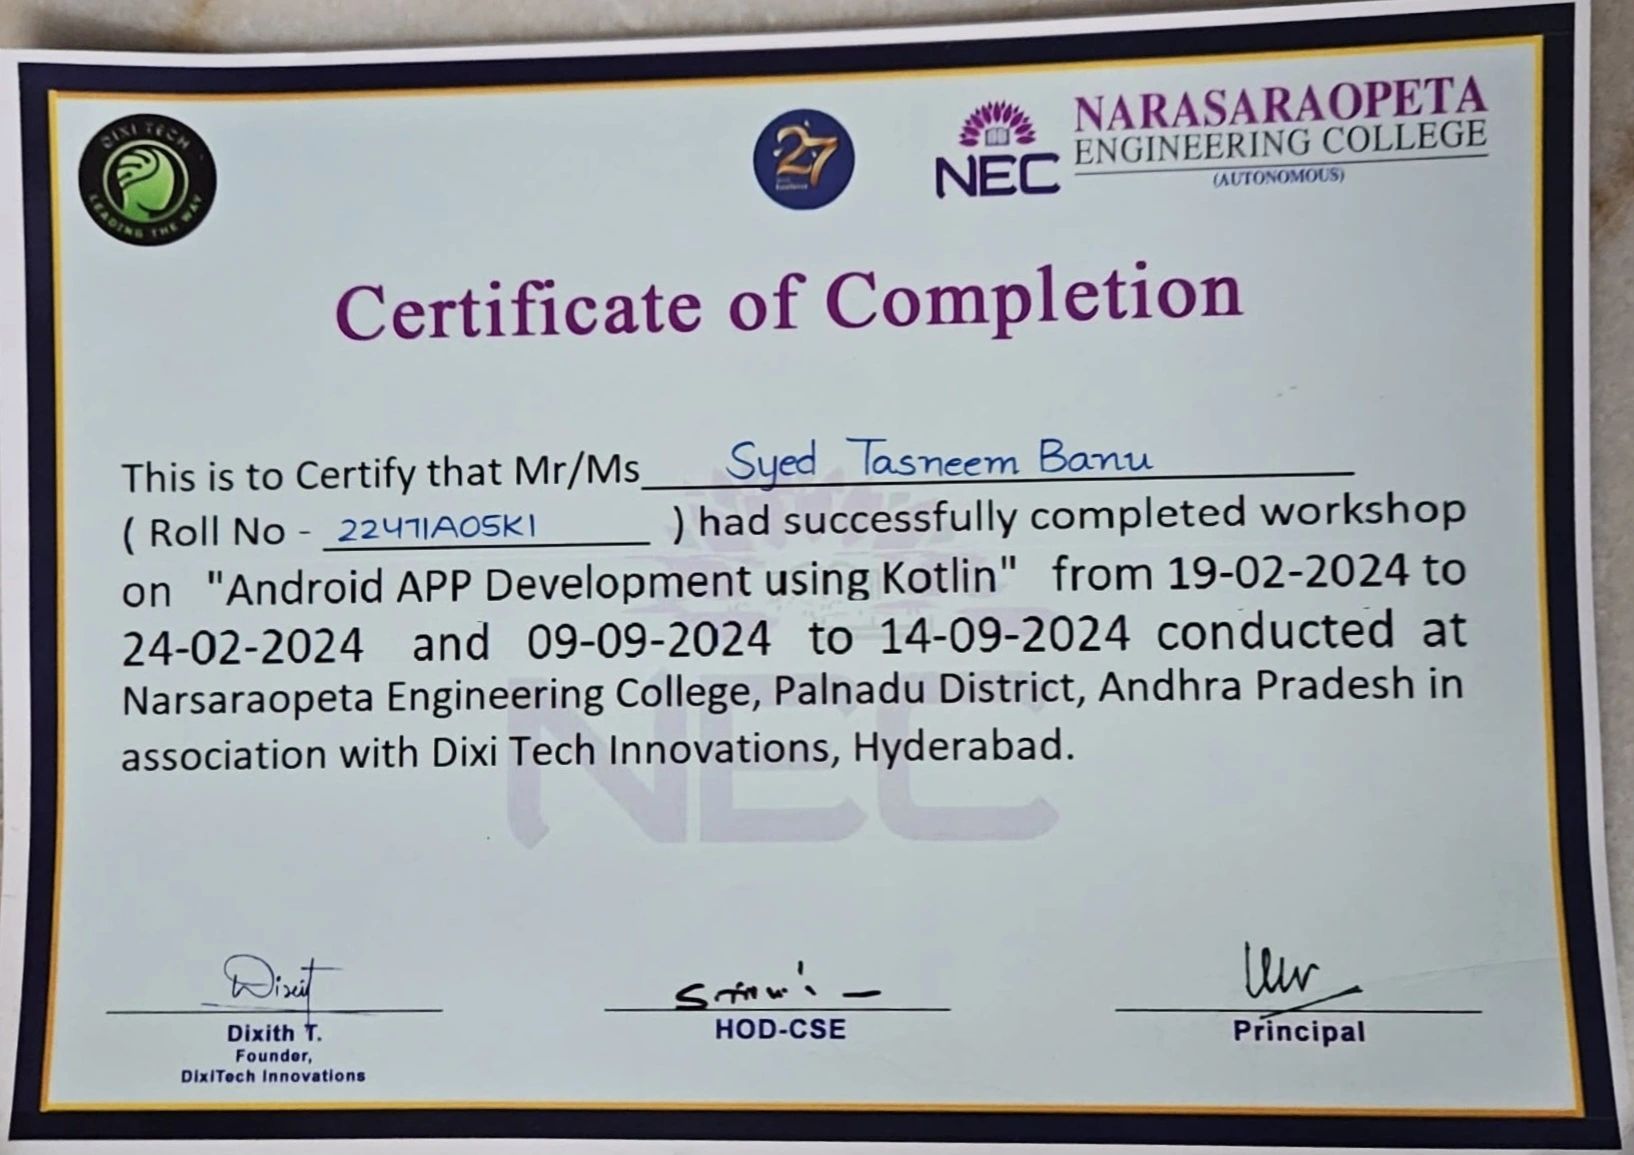 DIXI TECH
LEADING THE WAY
27
NEC
NARASARAOPETA
ENGINEERING COLLEGE
(AUTONOMOUS)
Certificate of Completion
This is to Certify that Mr/Ms Syed Tasneem Banu
( Roll No - 22471A05K1 ) had successfully completed workshop
on "Android APP Development using Kotlin" from 19-02-2024 to
24-02-2024 and 09-09-2024 to 14-09-2024 conducted at
Narsaraopeta Engineering College, Palnadu District, Andhra Pradesh in
association with Dixi Tech Innovations, Hyderabad.
NEC
Dixit
Dixith T.
Founder,
DixiTech Innovations
HOD-CSE
Principal